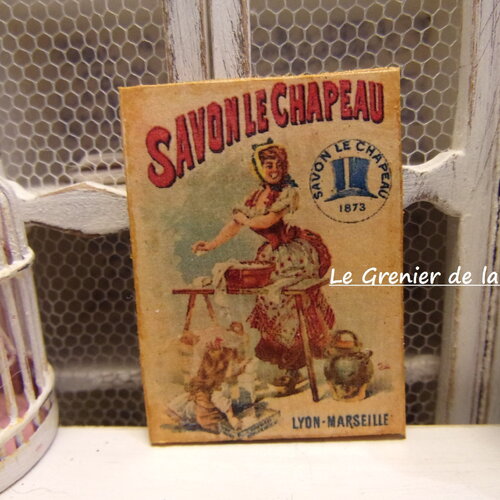 SAVON LE CHAPEAU
SAVON LE CHAPEAU
1873
Le Grenier de la
LYON-MARSEILLE